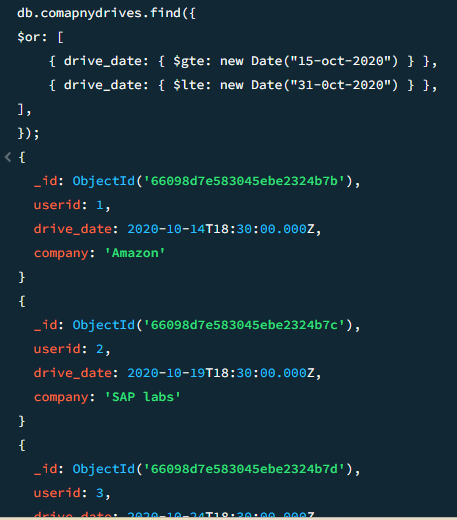 db.comapnydrives.find({
$or: [
{ drive_date: { $gte: new Date("15-oct-2020") } },
{ drive_date: { $lte: new Date("31-0ct-2020") } },
],
});
< {
_id: ObjectId('66098d7e583045ebe2324b7b'),
userid: 1,
drive_date: 2020-10-14T18:30:00.000Z,
company: 'Amazon'
}
{
_id: ObjectId('66098d7e583045ebe2324b7c'),
userid: 2,
drive_date: 2020-10-19T18:30:00.000Z,
company: 'SAP labs'
}
{
_id: ObjectId('66098d7e583045ebe2324b7d'),
userid: 3,
drive_date: 2020-10-24T18:30:00.000Z,